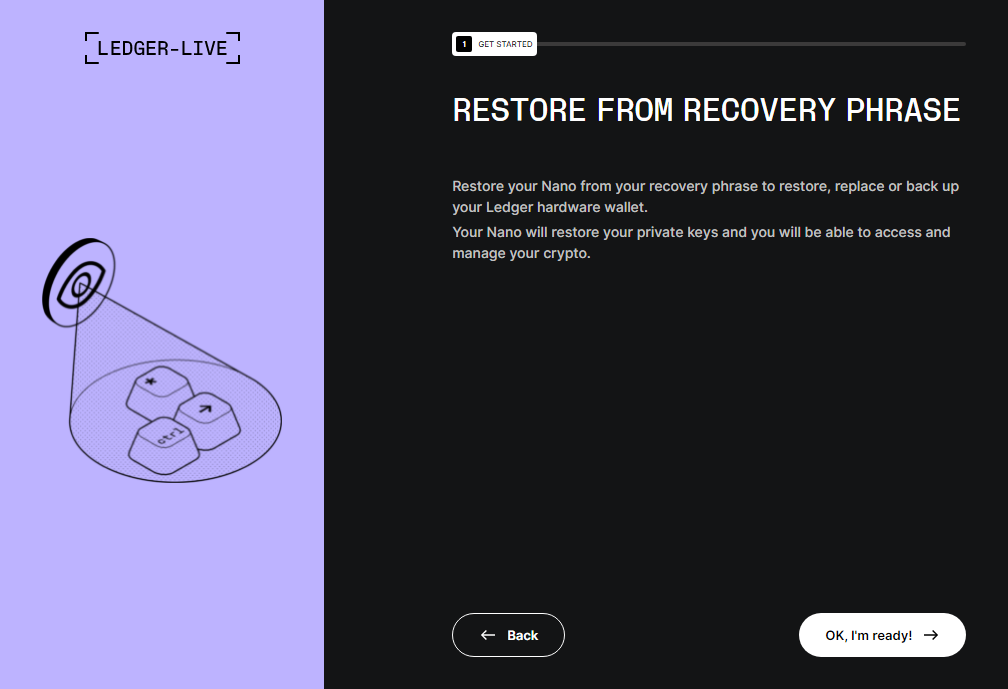 LEDGER-LIVE
1 GET STARTED
RESTORE FROM RECOVERY PHRASE
Restore your Nano from your recovery phrase to restore, replace or back up
your Ledger hardware wallet.
Your Nano will restore your private keys and you will be able to access and
manage your crypto.
*
ctrl
← Back
OK, I'm ready! →